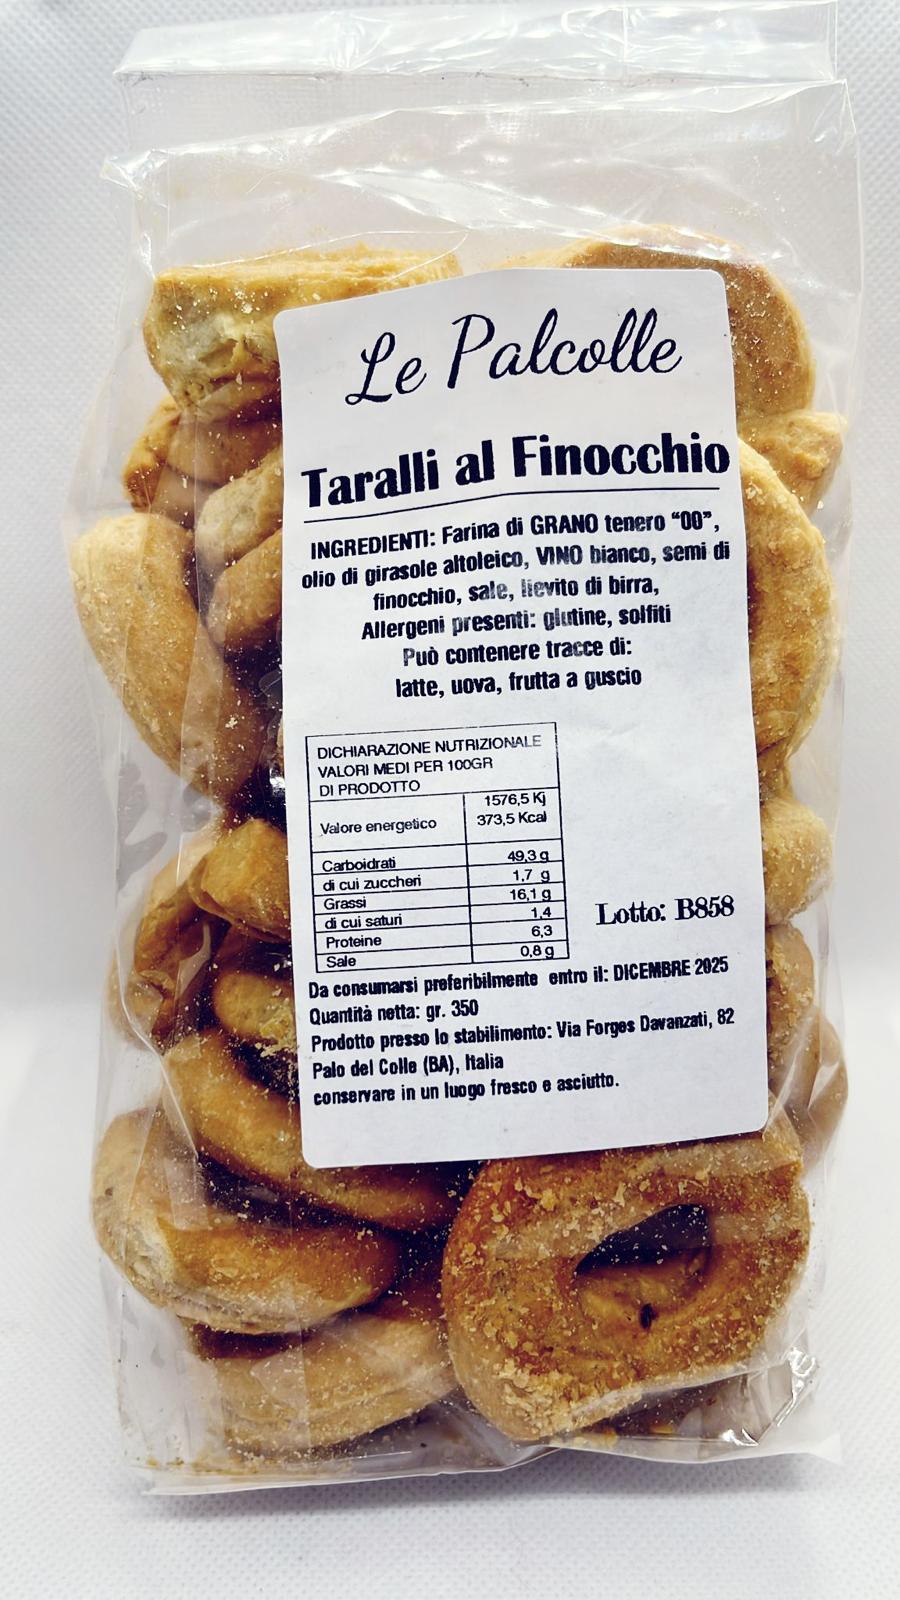 Le Palcolle
Taralli al Finocchio
INGREDIENTI: Farina di GRANO tenero “00”,
olio di girasole altoleico, VINO bianco, semi di
finocchio, sale, lievito di birra,
Allergeni presenti: glutine, solfiti
Può contenere tracce di:
latte, uova, frutta a guscio
DICHIARAZIONE NUTRIZIONALE
VALORI MEDI PER 100GR
DI PRODOTTO
Valore energetico 1576,5 Kj
373,5 Kcal
Carboidrati 49,3 g
di cui zuccheri 1,7 g
Grassi 16,1 g
di cui saturi 1,4
Proteine 6,3
Sale 0,8 g
Lotto: B858
Da consumarsi preferibilmente entro il: DICEMBRE 2025
Quantità netta: gr. 350
Prodotto presso lo stabilimento: Via Forges Davanzati, 82
Palo del Colle (BA), Italia
conservare in un luogo fresco e asciutto.